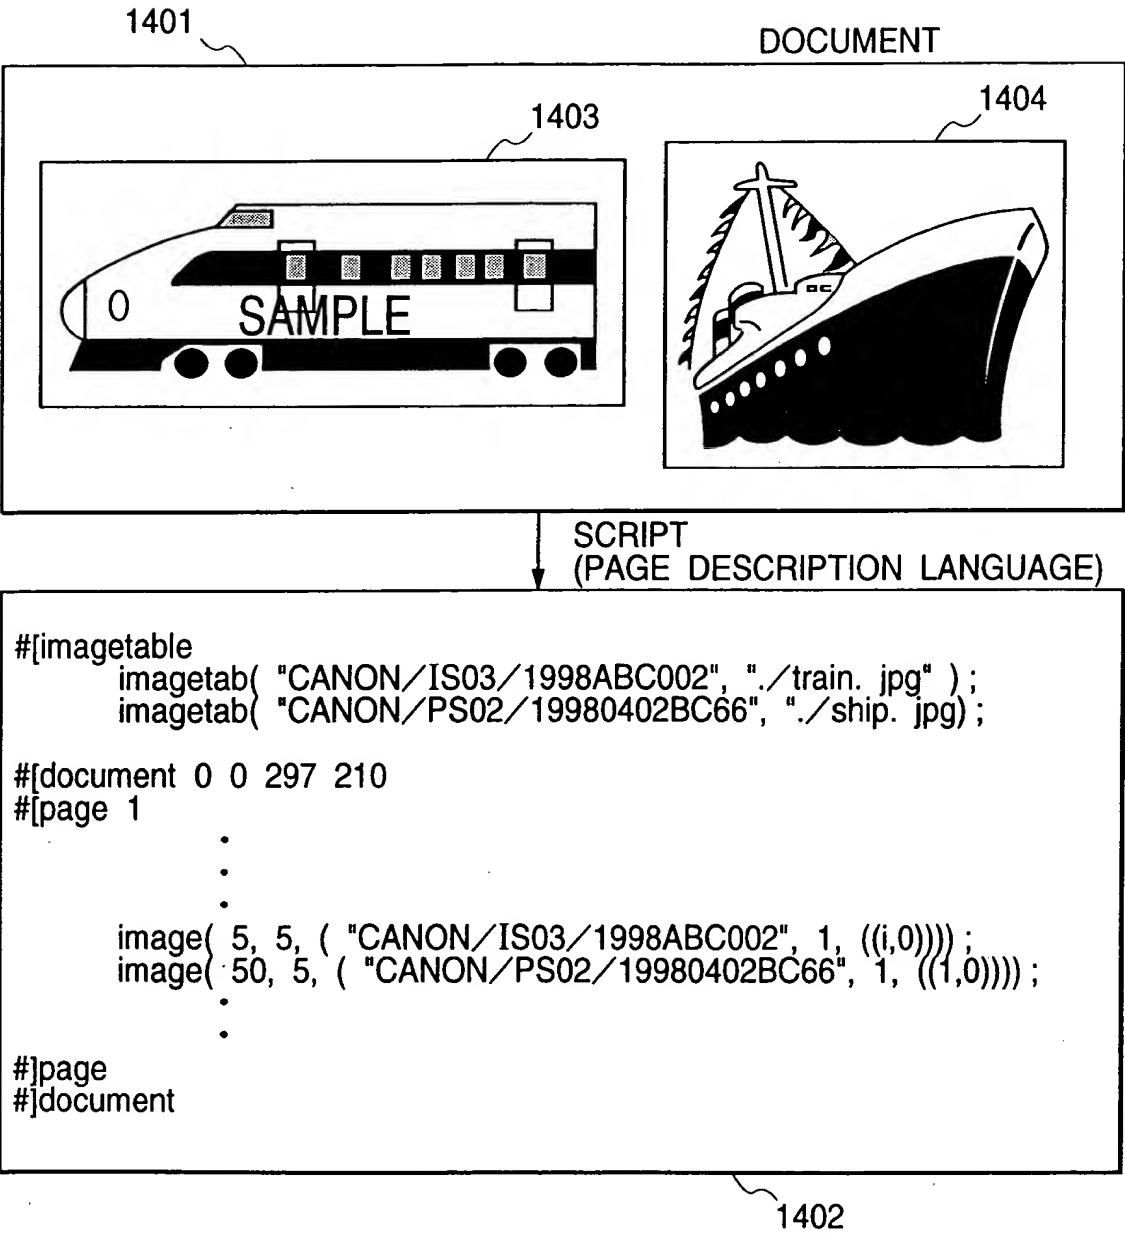 1401
DOCUMENT
1403
1404
SAMPLE
SCRIPT
(PAGE DESCRIPTION LANGUAGE)
#[imagetable
imagetab( "CANON/IS03/1998ABC002", "./train. jpg" ) ;
imagetab( "CANON/PS02/19980402BC66", "./ship. jpg) ;
#[document 0 0 297 210
#[page 1
image( 5, 5, ( "CANON/IS03/1998ABC002", 1, ((i,0)))) ;
image( 50, 5, ( "CANON/PS02/19980402BC66", 1, ((1,0)))) ;
#]page
#]document
1402